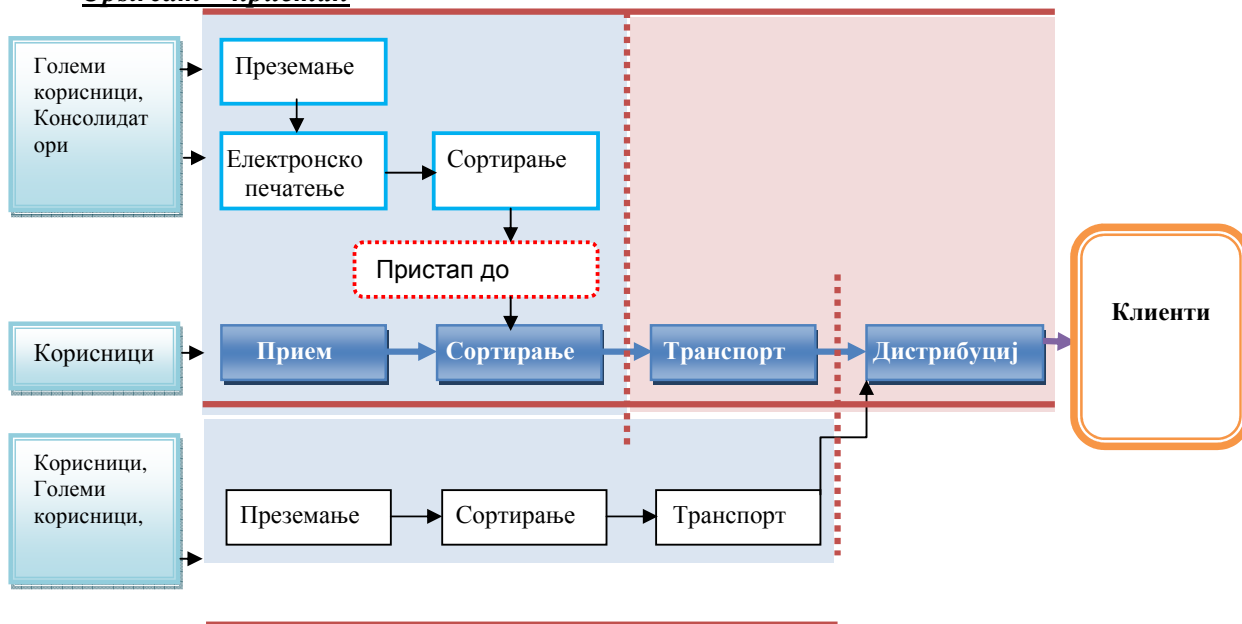 Преземање
Големи
корисници,
Консолидат
ори
Електронско
печатење
Сортирање
Пристап до
Корисници
Прием
Сортирање
Транспорт
Дистрибуциј
Клиенти
Корисници,
Големи
корисници,
Преземање
Сортирање
Транспорт